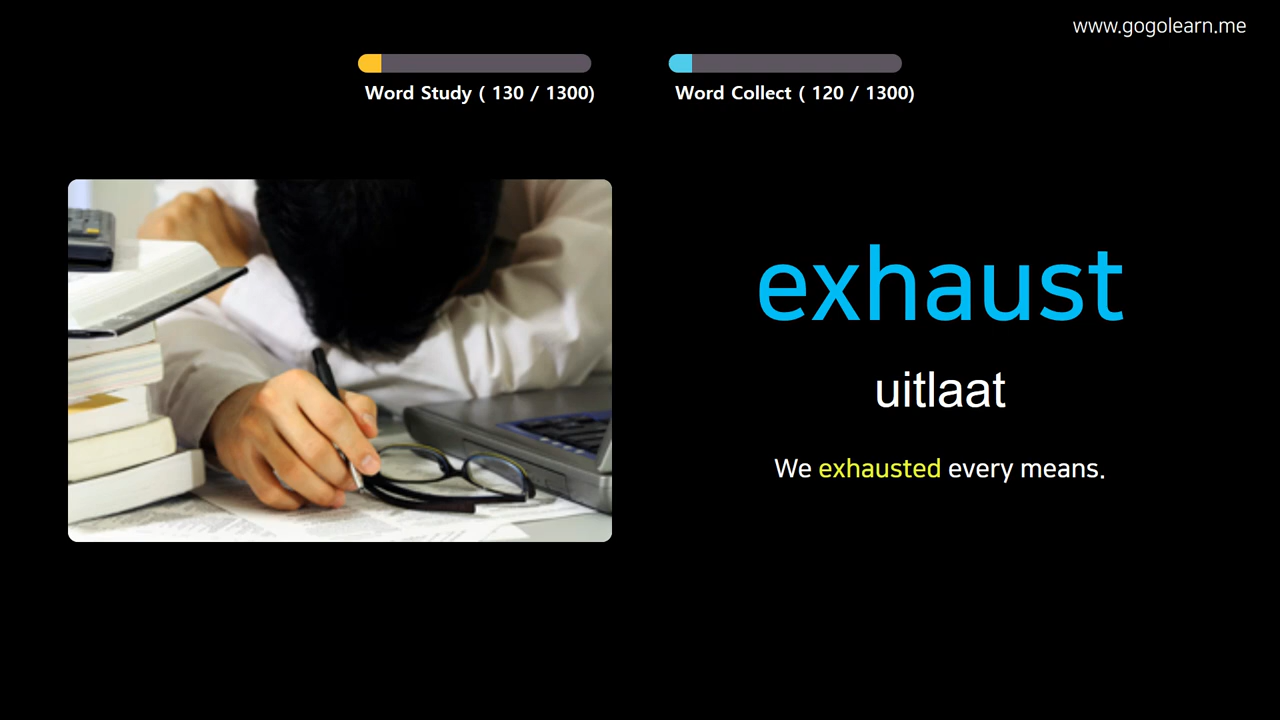 www.gogolearn.me
Word Study ( 130 / 1300)
Word Collect ( 120 / 1300)
exhaust
uitlaat
We exhausted every means.